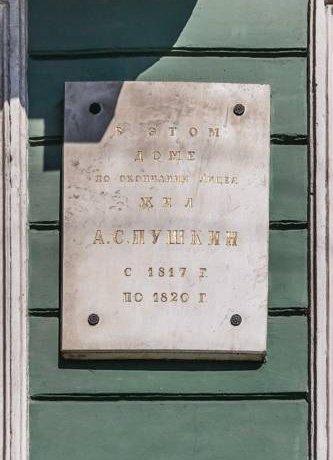 В ЭТОМ
ДОМЕ
ПО ОКОНЧАНИИ ЛИЦЕЯ
ЖИЛ
А.С.ПУШКИН
С 1817 Г.
ПО 1820 Г.